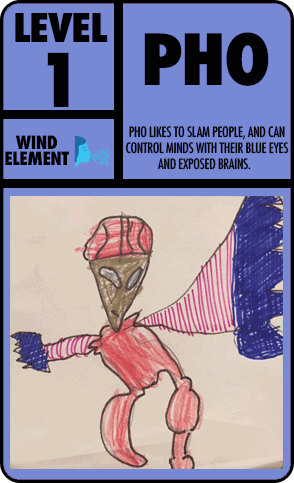 LEVEL
1
PHO
WIND
ELEMENT
PHO LIKES TO SLAM PEOPLE, AND CAN
CONTROL MINDS WITH THEIR BLUE EYES
AND EXPOSED BRAINS.